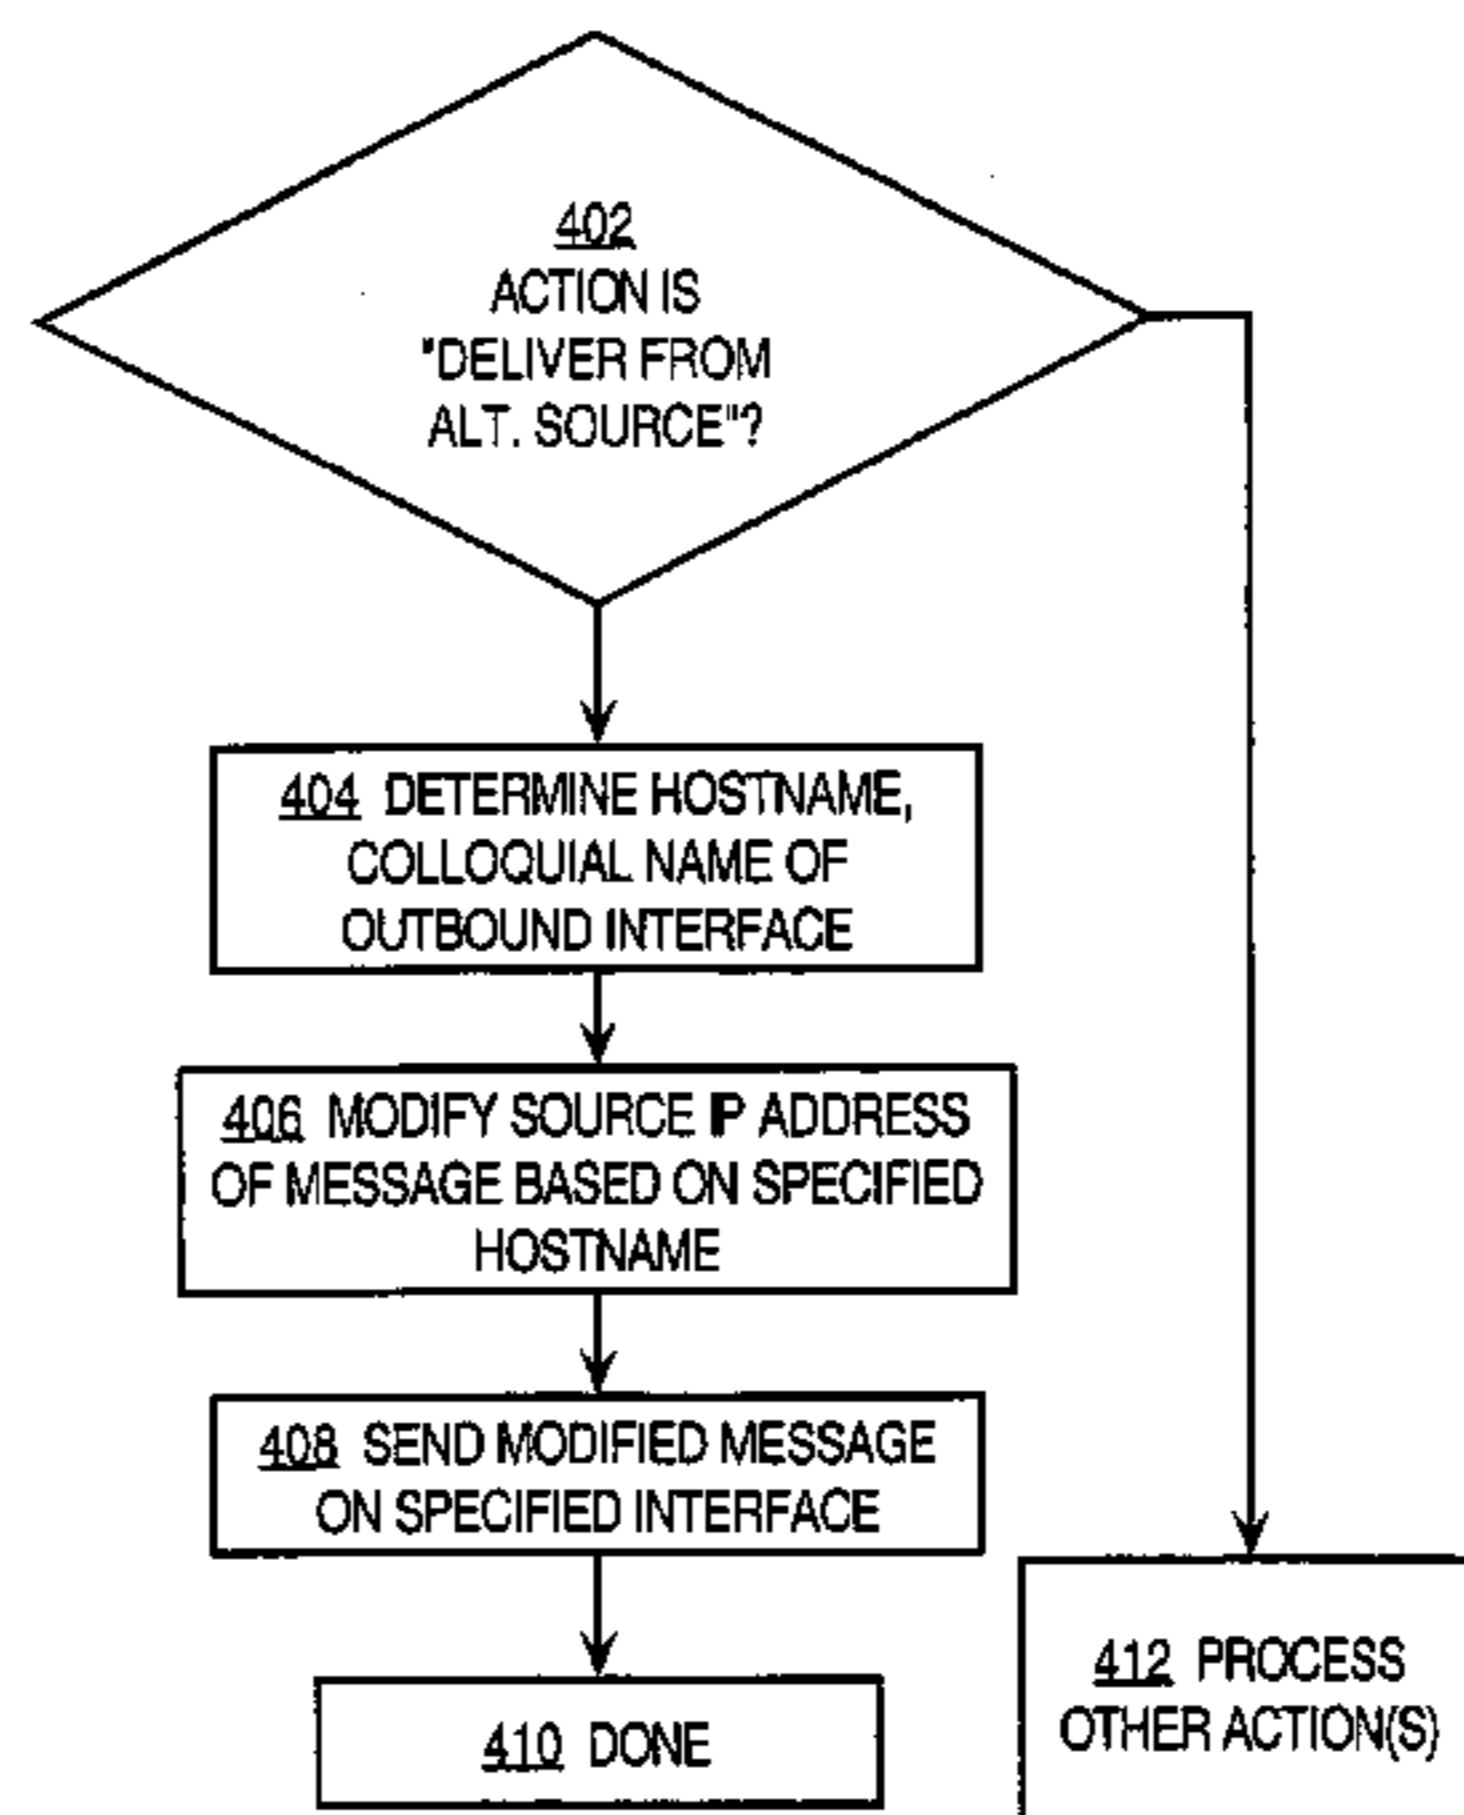 402
ACTION IS
"DELIVER FROM
ALT. SOURCE"?
404 DETERMINE HOSTNAME,
COLLOQUIAL NAME OF
OUTBOUND INTERFACE
406 MODIFY SOURCE IP ADDRESS
OF MESSAGE BASED ON SPECIFIED
HOSTNAME
408 SEND MODIFIED MESSAGE
ON SPECIFIED INTERFACE
410 DONE
412 PROCESS
OTHER ACTION(S)